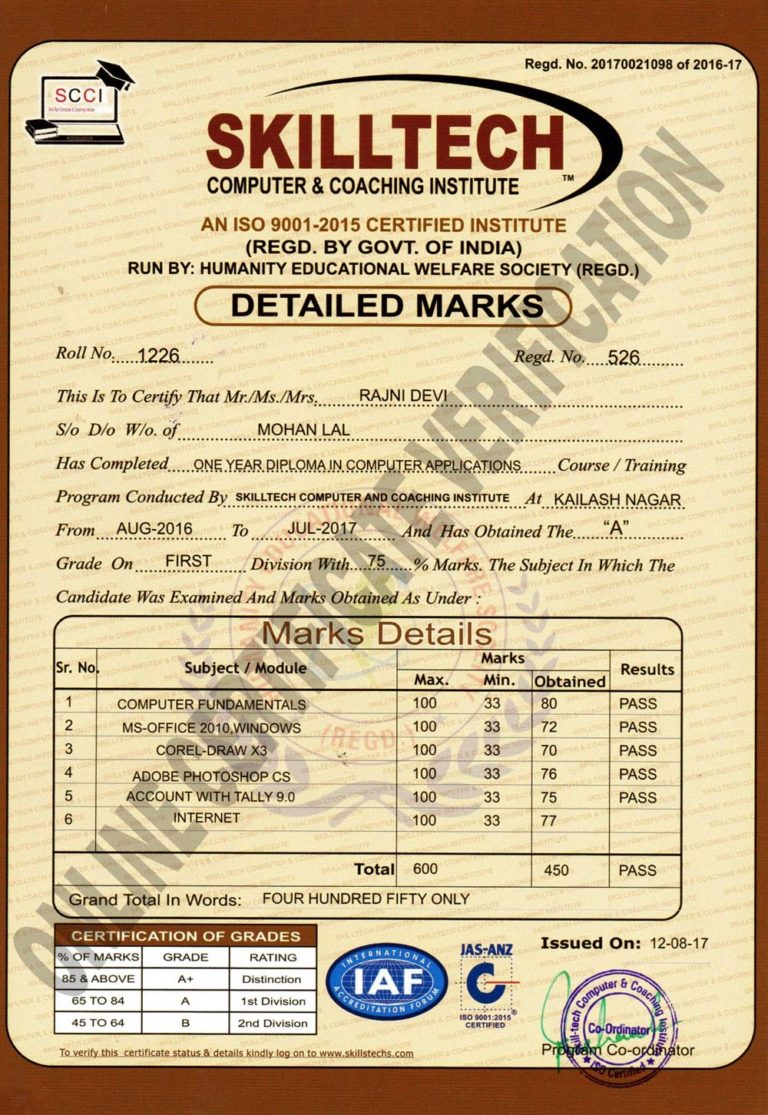 Regd. No. 20170021098 of 2016-17
SCCI
SKILLTECH
TM
COMPUTER & COACHING INSTITUTE
AN ISO 9001-2015 CERTIFIED INSTITUTE
(REGD. BY GOVT. OF INDIA)
RUN BY: HUMANITY EDUCATIONAL WELFARE SOCIETY (REGD.)
DETAILED MARKS
Roll No. 1226 Regd. No. 526
This Is To Certify That Mr./Ms./Mrs. RAJNI DEVI
S/o D/o W/o. of MOHAN LAL
Has Completed ONE YEAR DIPLOMA IN COMPUTER APPLICATIONS Course / Training
Program Conducted By SKILLTECH COMPUTER AND COACHING INSTITUTE At KAILASH NAGAR
From AUG-2016 To JUL-2017 And Has Obtained The "A"
Grade On FIRST Division With 75 % Marks. The Subject In Which The
Candidate Was Examined And Marks Obtained As Under :
Marks Details
Sr. No. Subject / Module Marks Results
Max. Min. Obtained
1 COMPUTER FUNDAMENTALS 100 33 80 PASS
2 MS-OFFICE 2010,WINDOWS 100 33 72 PASS
3 COREL-DRAW X3 100 33 70 PASS
4 ADOBE PHOTOSHOP CS 100 33 76 PASS
5 ACCOUNT WITH TALLY 9.0 100 33 75 PASS
6 INTERNET 100 33 77
Total 600 450 PASS
Grand Total In Words: FOUR HUNDRED FIFTY ONLY
ONLINE CERTIFICATE VERIFICATION
CERTIFICATION OF GRADES
% OF MARKS GRADE RATING
85 & ABOVE A+ Distinction
65 TO 84 A 1st Division
45 TO 64 B 2nd Division
INTERNATIONAL
IAF
ACCREDITATION FORUM
JAS-ANZ
ISO 9001:2015
CERTIFIED
Issued On: 12-08-17
Skill-tech Computer & Coaching Institute
Co-Ordinator
ISO Certified
Program Co-ordinator
To verify this certificate status & details kindly log on to www.skillstechs.com